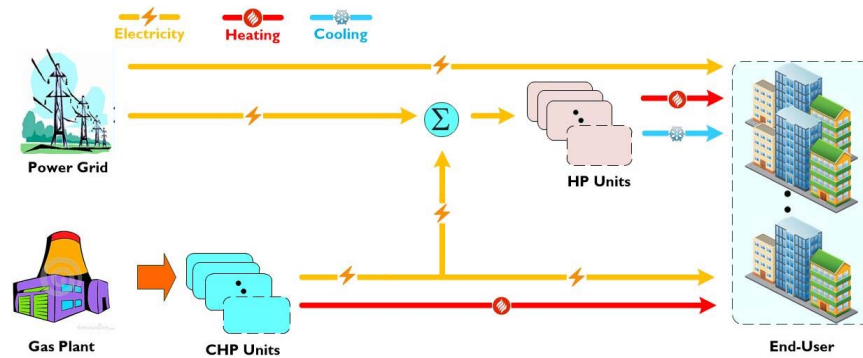 Electricity
Heating
Cooling
Σ
Power Grid
HP Units
Gas Plant
CHP Units
End-User